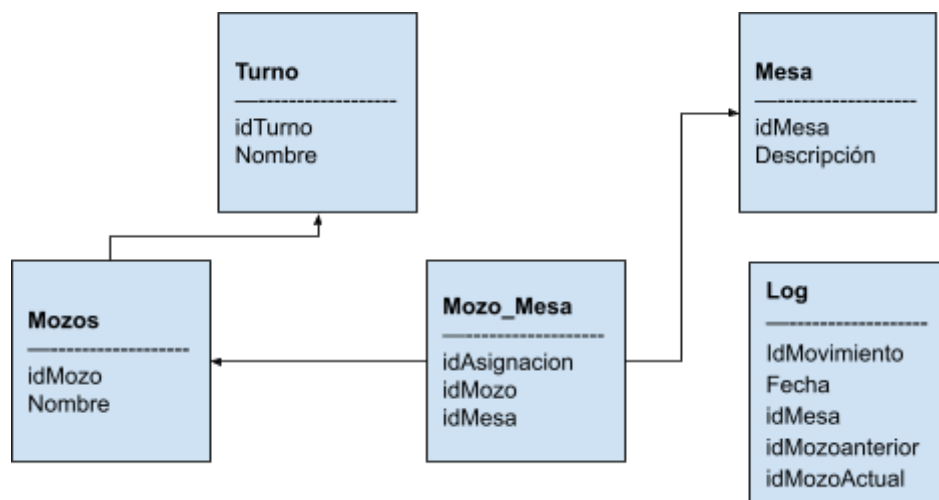 Turno
idTurno
Nombre
Mesa
idMesa
Descripción
Mozos
idMozo
Nombre
Mozo_Mesa
idAsignacion
idMozo
idMesa
Log
IdMovimiento
Fecha
idMesa
idMozoanterior
idMozoActual